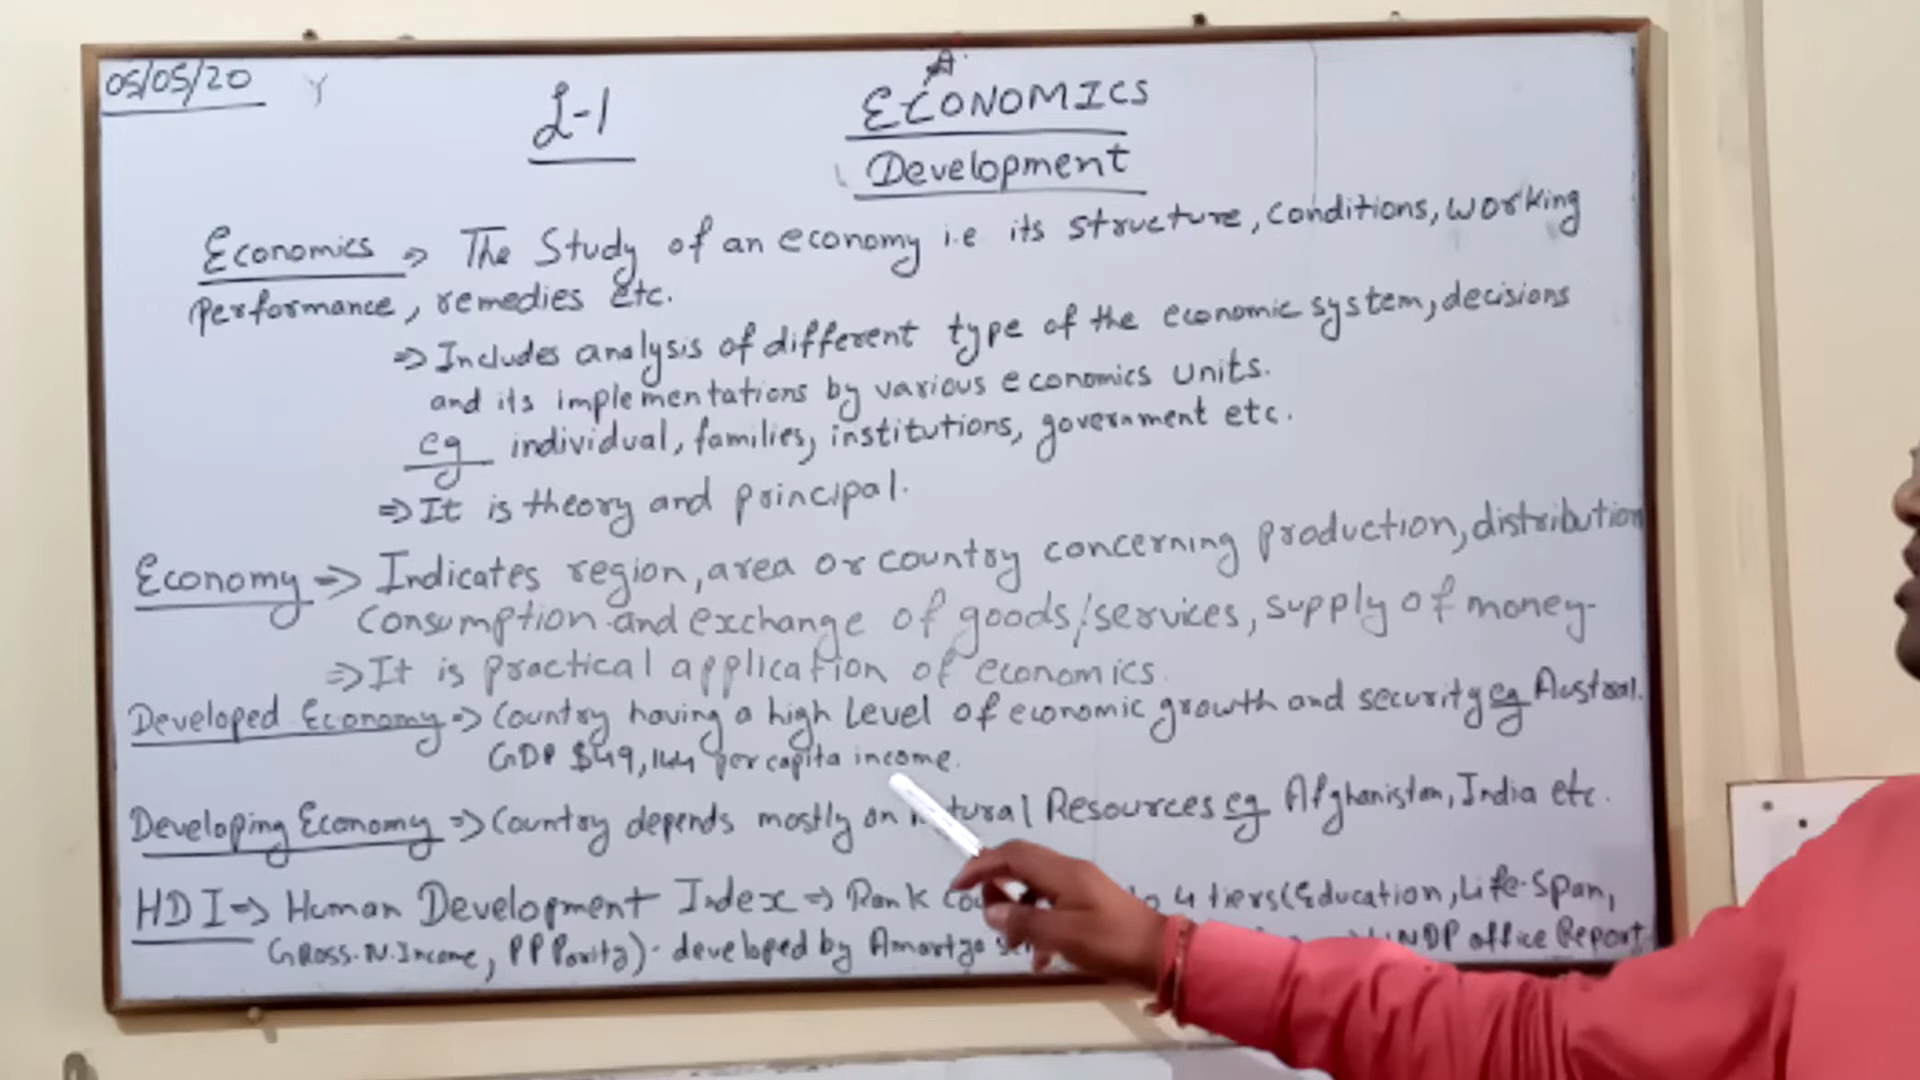 05/05/20
L-1
ECONOMICS
Development
Economics ⇒ The Study of an economy i.e its structure, conditions, working
performance, remedies etc.
⇒ Includes analysis of different type of the economic system, decisions
and its implementations by various economics units.
eg individual, families, institutions, government etc.
⇒ It is theory and principal.
Economy ⇒ Indicates region, area or country concerning production, distribution
consumption and exchange of goods/services, supply of money.
⇒ It is practical application of economics.
Developed Economy ⇒ Country having a high level of economic growth and security eg Austral.
GDP $49,144 per capita income.
Developing Economy ⇒ Country depends mostly on Resources eg Afghanistan, India etc.
HDI ⇒ Human Development Index ⇒ Rank 4 tiers (Education, Life-Span,
Gross.N.Income, PPParity). developed by Amartya UNDP office Report